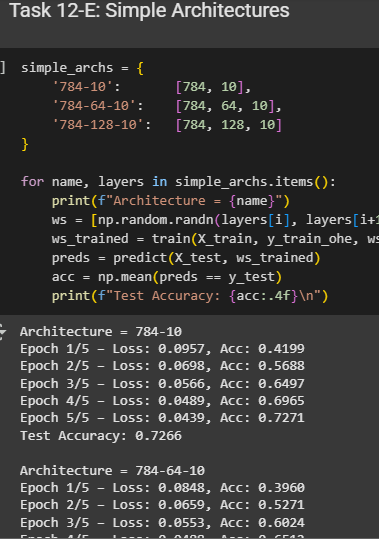 Task 12-E: Simple Architectures
simple_archs = {
'784-10': [784, 10],
'784-64-10': [784, 64, 10],
'784-128-10': [784, 128, 10]
}
for name, layers in simple_archs.items():
print(f"Architecture = {name}")
ws = [np.random.randn(layers[i], layers[i+1
ws_trained = train(X_train, y_train_ohe, ws
preds = predict(X_test, ws_trained)
acc = np.mean(preds == y_test)
print(f"Test Accuracy: {acc:.4f}\n")
Architecture = 784-10
Epoch 1/5 – Loss: 0.0957, Acc: 0.4199
Epoch 2/5 – Loss: 0.0698, Acc: 0.5688
Epoch 3/5 – Loss: 0.0566, Acc: 0.6497
Epoch 4/5 – Loss: 0.0489, Acc: 0.6965
Epoch 5/5 – Loss: 0.0439, Acc: 0.7271
Test Accuracy: 0.7266
Architecture = 784-64-10
Epoch 1/5 – Loss: 0.0848, Acc: 0.3960
Epoch 2/5 – Loss: 0.0659, Acc: 0.5271
Epoch 3/5 – Loss: 0.0553, Acc: 0.6024